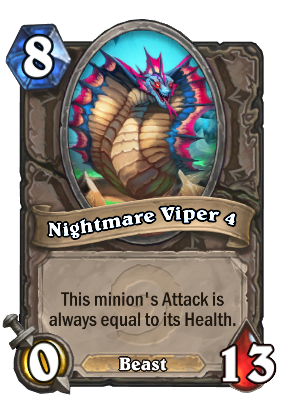 8
Nightmare Viper 4
This minion's Attack is
always equal to its Health.
0
Beast
13